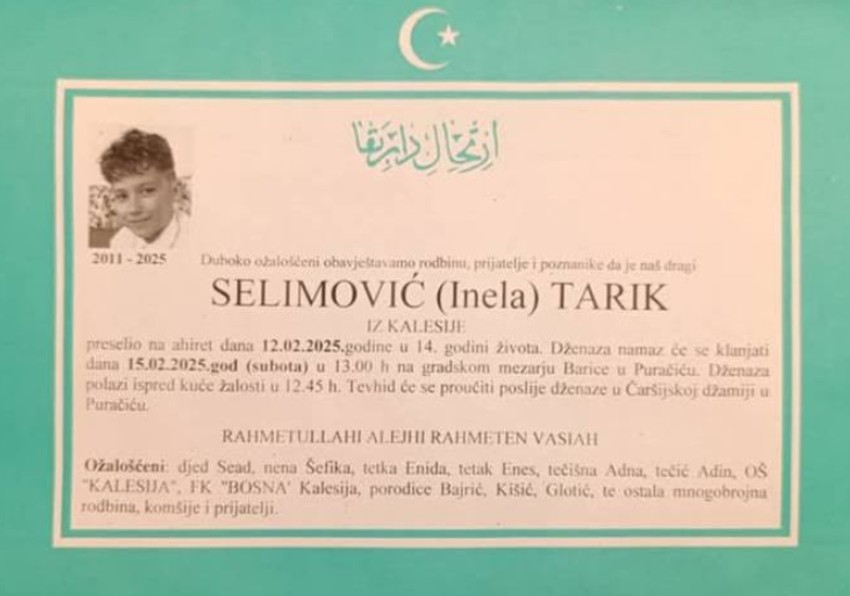 ارتحال دار بقا
2011 - 2025
Duboko ožalošćeni obavještavamo rodbinu, prijatelje i poznanike da je naš dragi
SELIMOVIĆ (Inela) TARIK
IZ KALESIJE
preselio na ahiret dana 12.02.2025.godine u 14. godini života. Dženaza namaz će se klanjati
dana 15.02.2025.god (subota) u 13.00 h na gradskom mezarju Barice u Puračiću. Dženaza
polazi ispred kuće žalosti u 12.45 h. Tevhid će se proučiti poslije dženaze u Čaršijskoj džamiji u
Puračiću.
RAHMETULLAHI ALEJHI RAHMETEN VASIAH
Ožalošćeni: djed Sead, nena Šefika, tetka Enida, tetak Enes, tečišna Adna, tečić Adin, OŠ
"KALESIJA", FK "BOSNA' Kalesija, porodice Bajrić, Kišić, Glotić, te ostala mnogobrojna
rodbina, komšije i prijatelji.